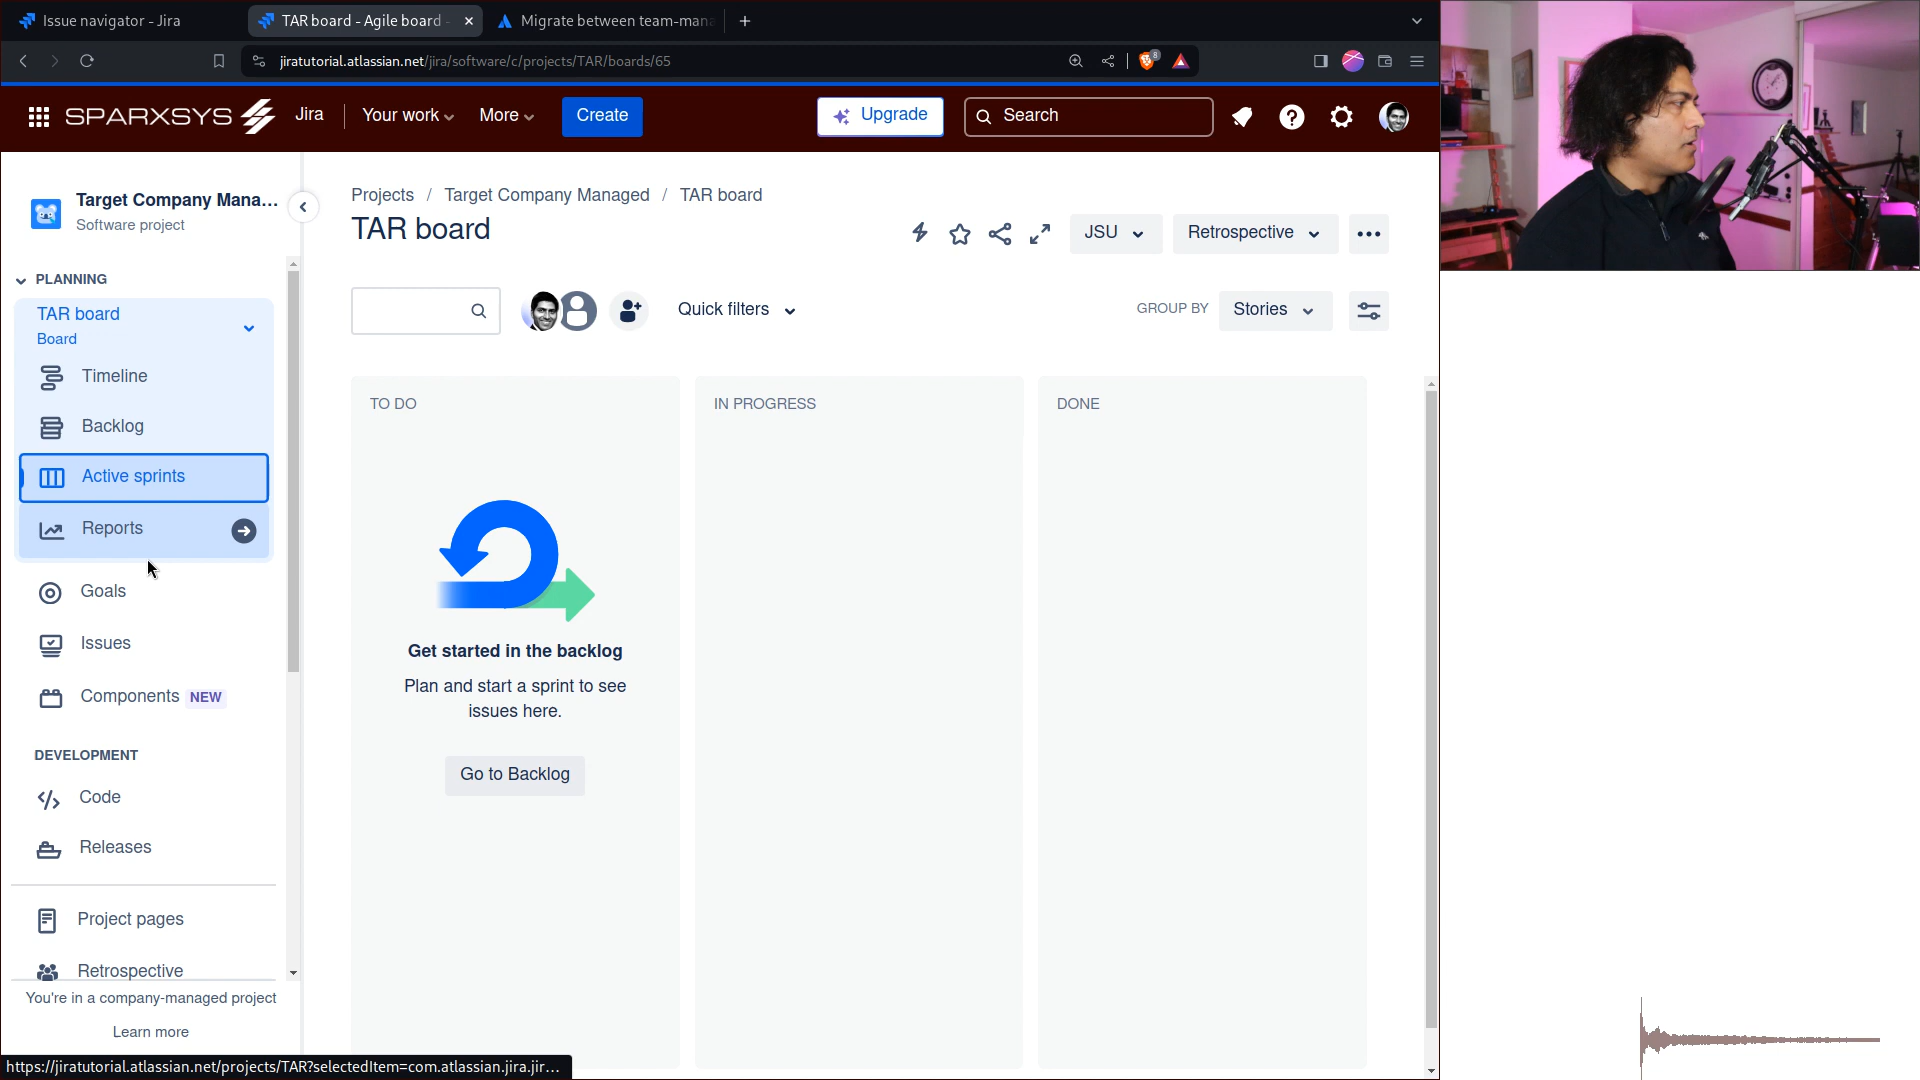 Issue navigator - Jira
TAR board - Agile board -
Migrate between team-mana
jiratutorial.atlassian.net/jira/software/c/projects/TAR/boards/65
8
SPARXSYS
Jira
Your work
More
Create
Upgrade
Search
Target Company Mana...
Software project
PLANNING
TAR board
Board
Timeline
Backlog
Active sprints
Reports
Goals
Issues
Components NEW
DEVELOPMENT
Code
Releases
Project pages
Retrospective
You're in a company-managed project
Learn more
https://jiratutorial.atlassian.net/projects/TAR?selectedItem=com.atlassian.jira.jir...
Projects / Target Company Managed / TAR board
TAR board
JSU
Retrospective
Quick filters
GROUP BY
Stories
TO DO
IN PROGRESS
DONE
Get started in the backlog
Plan and start a sprint to see
issues here.
Go to Backlog